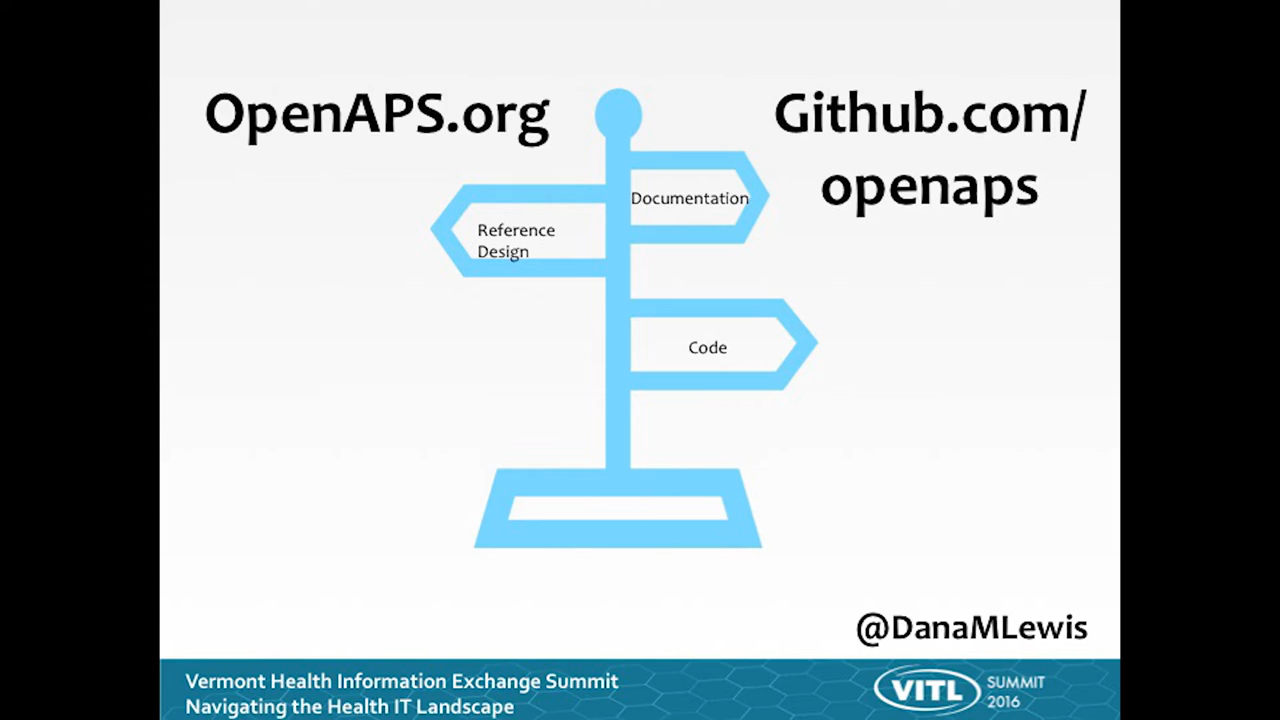 OpenAPS.org
Github.com/
openaps
Documentation
Reference
Design
Code
@DanaMLewis
Vermont Health Information Exchange Summit
Navigating the Health IT Landscape
VITL
SUMMIT
2016